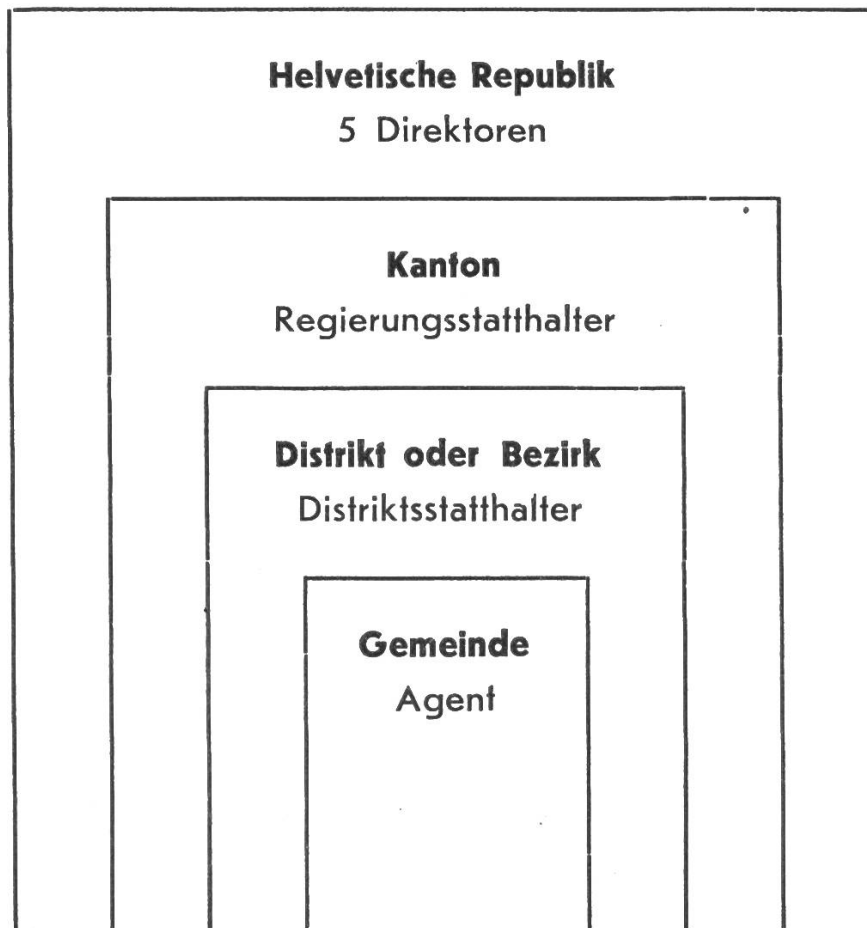 Helvetische Republik
5 Direktoren
Kanton
Regierungsstatthalter
Distrikt oder Bezirk
Distriktsstatthalter
Gemeinde
Agent